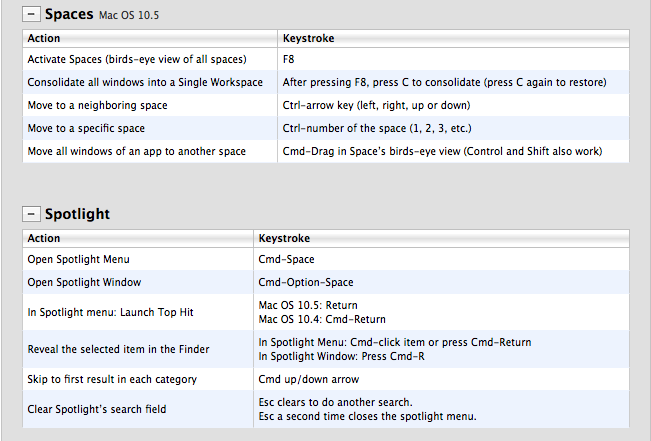 Spaces Mac OS 10.5
Action Keystroke
Activate Spaces (birds-eye view of all spaces) F8
Consolidate all windows into a Single Workspace After pressing F8, press C to consolidate (press C again to restore)
Move to a neighboring space Ctrl-arrow key (left, right, up or down)
Move to a specific space Ctrl-number of the space (1, 2, 3, etc.)
Move all windows of an app to another space Cmd-Drag in Space's birds-eye view (Control and Shift also work)
Spotlight
Action Keystroke
Open Spotlight Menu Cmd-Space
Open Spotlight Window Cmd-Option-Space
In Spotlight menu: Launch Top Hit Mac OS 10.5: Return
Mac OS 10.4: Cmd-Return
Reveal the selected item in the Finder In Spotlight Menu: Cmd-click item or press Cmd-Return
In Spotlight Window: Press Cmd-R
Skip to first result in each category Cmd up/down arrow
Clear Spotlight's search field Esc clears to do another search.
Esc a second time closes the spotlight menu.